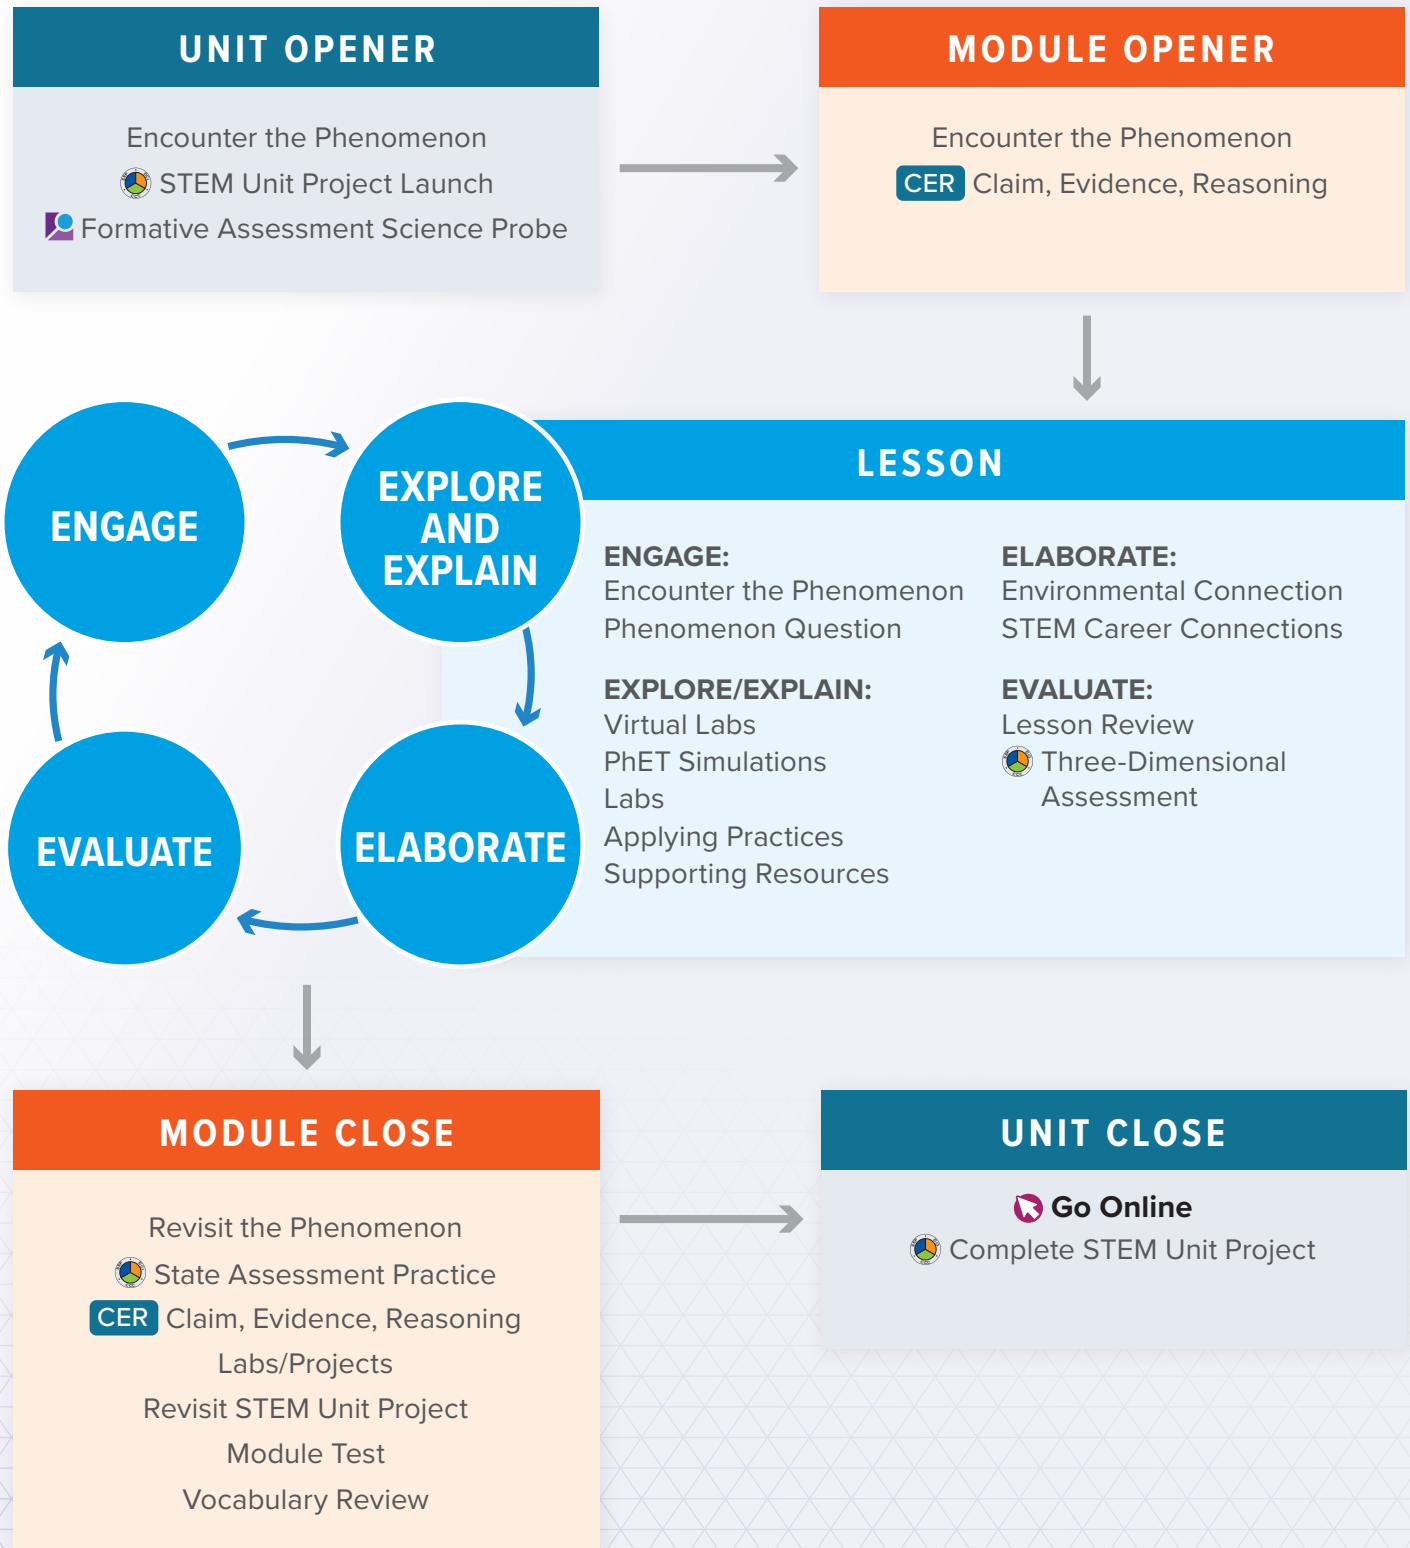 UNIT OPENER
Encounter the Phenomenon
STEM Unit Project Launch
Formative Assessment Science Probe
MODULE OPENER
Encounter the Phenomenon
CER Claim, Evidence, Reasoning
ENGAGE
EXPLORE
AND
EXPLAIN
ELABORATE
EVALUATE
LESSON
ENGAGE:
Encounter the Phenomenon
Phenomenon Question
EXPLORE/EXPLAIN:
Virtual Labs
PhET Simulations
Labs
Applying Practices
Supporting Resources
ELABORATE:
Environmental Connection
STEM Career Connections
EVALUATE:
Lesson Review
Three-Dimensional
Assessment
MODULE CLOSE
Revisit the Phenomenon
State Assessment Practice
CER Claim, Evidence, Reasoning
Labs/Projects
Revisit STEM Unit Project
Module Test
Vocabulary Review
UNIT CLOSE
Go Online
Complete STEM Unit Project